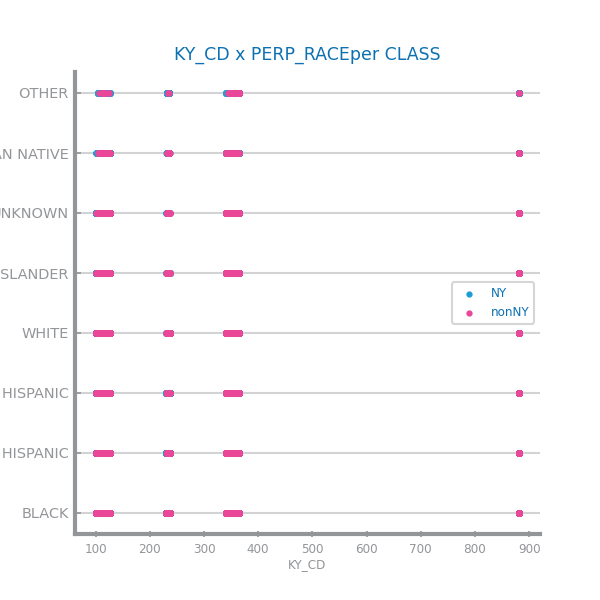 KY_CD x PERP_RACEper CLASS
OTHER
AN NATIVE
NKNOWN
SLANDER
WHITE
HISPANIC
HISPANIC
BLACK
NY
nonNY
100 200 300 400 500 600 700 800 900
KY_CD